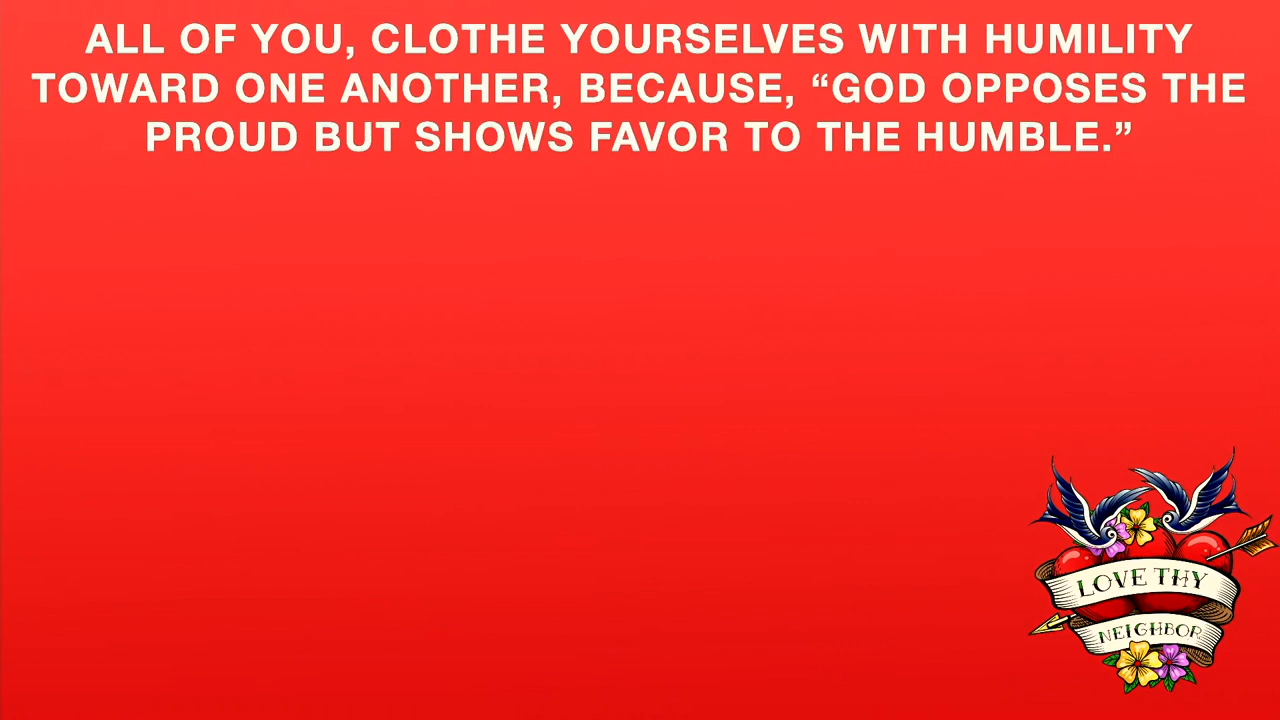 ALL OF YOU, CLOTHE YOURSELVES WITH HUMILITY
TOWARD ONE ANOTHER, BECAUSE, “GOD OPPOSES THE
PROUD BUT SHOWS FAVOR TO THE HUMBLE.”
LOVE THY
NEIGHBOR